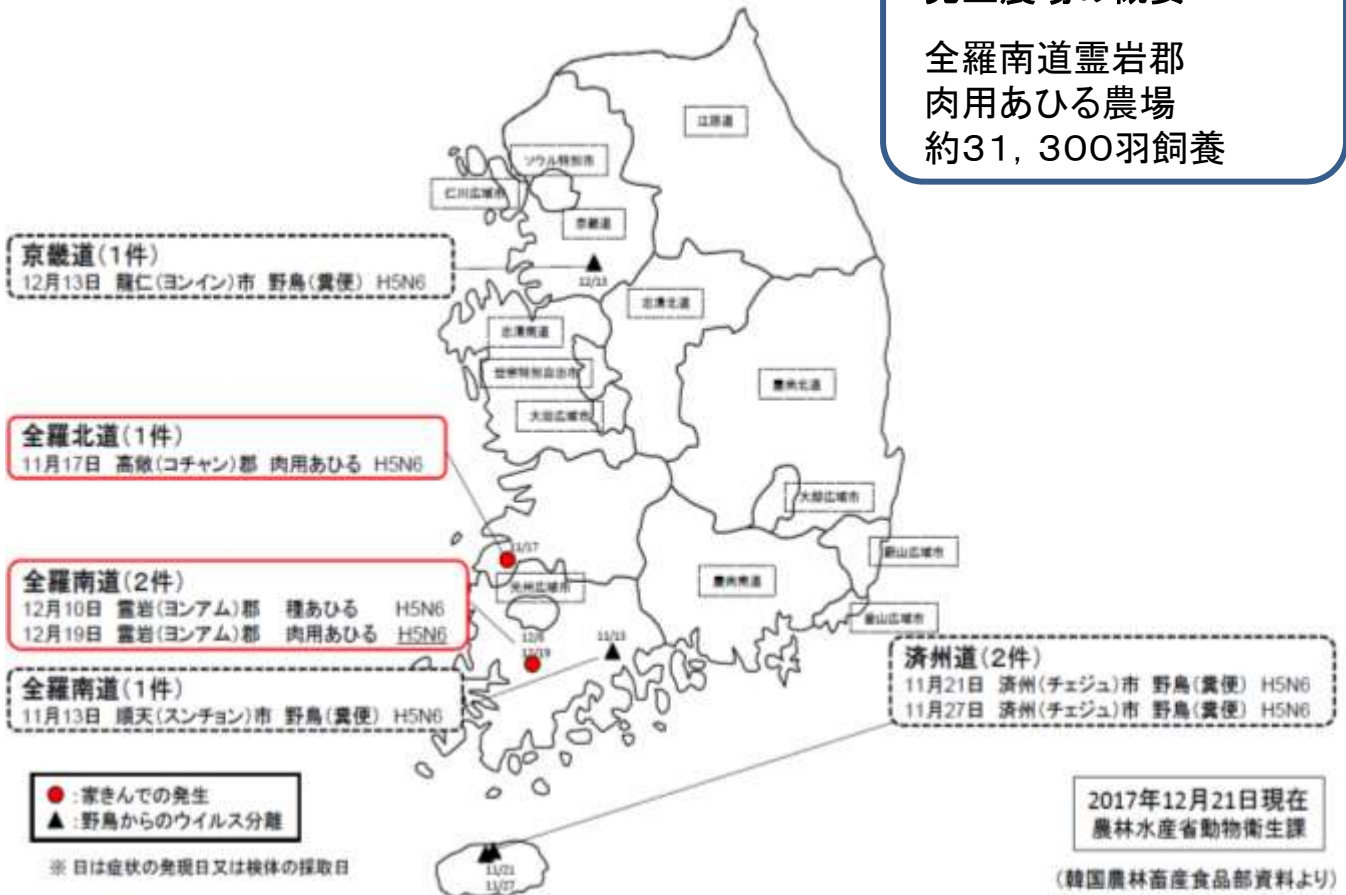 全羅南道霊岩郡
肉用あひる農場
約31，300羽飼養
江原道
ソウル特別市
仁川広域市
京畿道
京畿道(1件)
12月13日 龍仁(ヨンイン)市 野鳥(糞便) H5N6
12/13
忠清北道
忠清南道
世宗特別自治市
慶尚北道
大田広域市
全羅北道(1件)
11月17日 高敞(コチャン)郡 肉用あひる H5N6
大邱広域市
11/17
蔚山広域市
光州広域市
慶尚南道
全羅南道(2件)
12月10日 霊岩(ヨンアム)郡 種あひる H5N6
12月19日 霊岩(ヨンアム)郡 肉用あひる H5N6
釜山広域市
12/19
11/13
全羅南道(1件)
11月13日 順天(スンチョン)市 野鳥(糞便) H5N6
済州道(2件)
11月21日 済州(チェジュ)市 野鳥(糞便) H5N6
11月27日 済州(チェジュ)市 野鳥(糞便) H5N6
●:家きんでの発生
▲:野鳥からのウイルス分離
※ 日は症状の発現日又は検体の採取日
11/21
11/27
2017年12月21日現在
農林水産省動物衛生課
(韓国農林畜産食品部資料より)